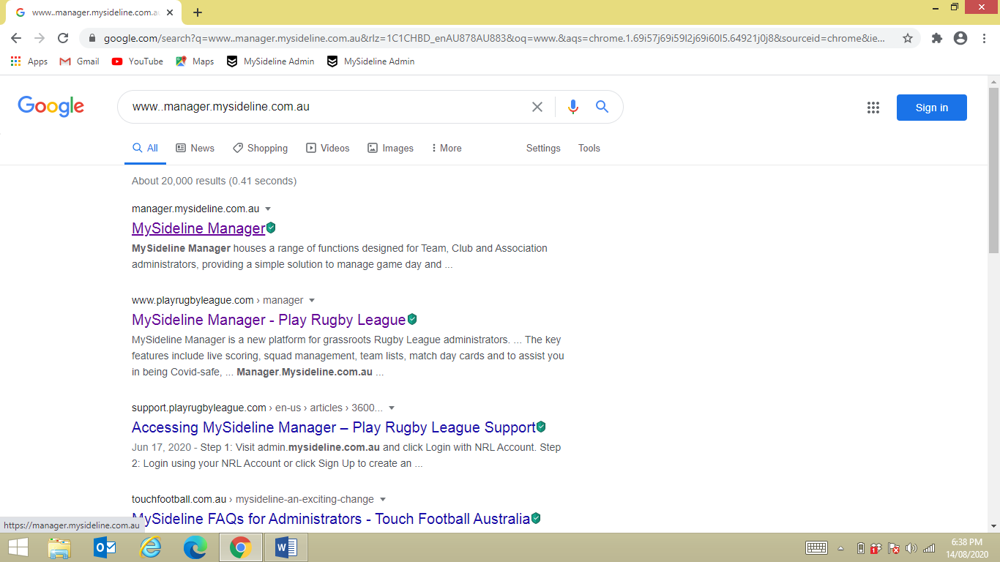 www..manager.mysideline.com.au
google.com/search?q=www..manager.mysideline.com.au&rlz=1C1CHBD_enAU878AU883&oq=www.&aqs=chrome.1.69i57j69i59l2j69i60l5.64921j0j8&sourceid=chrome&ie...
Apps Gmail YouTube Maps MySideline Admin MySideline Admin
Google www..manager.mysideline.com.au Sign in
All News Shopping Videos Images More Settings Tools
About 20,000 results (0.41 seconds)
manager.mysideline.com.au
MySideline Manager
MySideline Manager houses a range of functions designed for Team, Club and Association
administrators, providing a simple solution to manage game day and ...
www.playrugbyleague.com › manager
MySideline Manager - Play Rugby League
MySideline Manager is a new platform for grassroots Rugby League administrators. ... The key
features include live scoring, squad management, team lists, match day cards and to assist you
in being Covid-safe, ... Manager.Mysideline.com.au ...
support.playrugbyleague.com › en-us › articles › 3600...
Accessing MySideline Manager – Play Rugby League Support
Jun 17, 2020 - Step 1: Visit admin.mysideline.com.au and click Login with NRL Account. Step
2: Login using your NRL Account or click Sign Up to create an ...
touchfootball.com.au › mysideline-an-exciting-change
MySideline FAQs for Administrators - Touch Football Australia
https://manager.mysideline.com.au
6:38 PM
14/08/2020